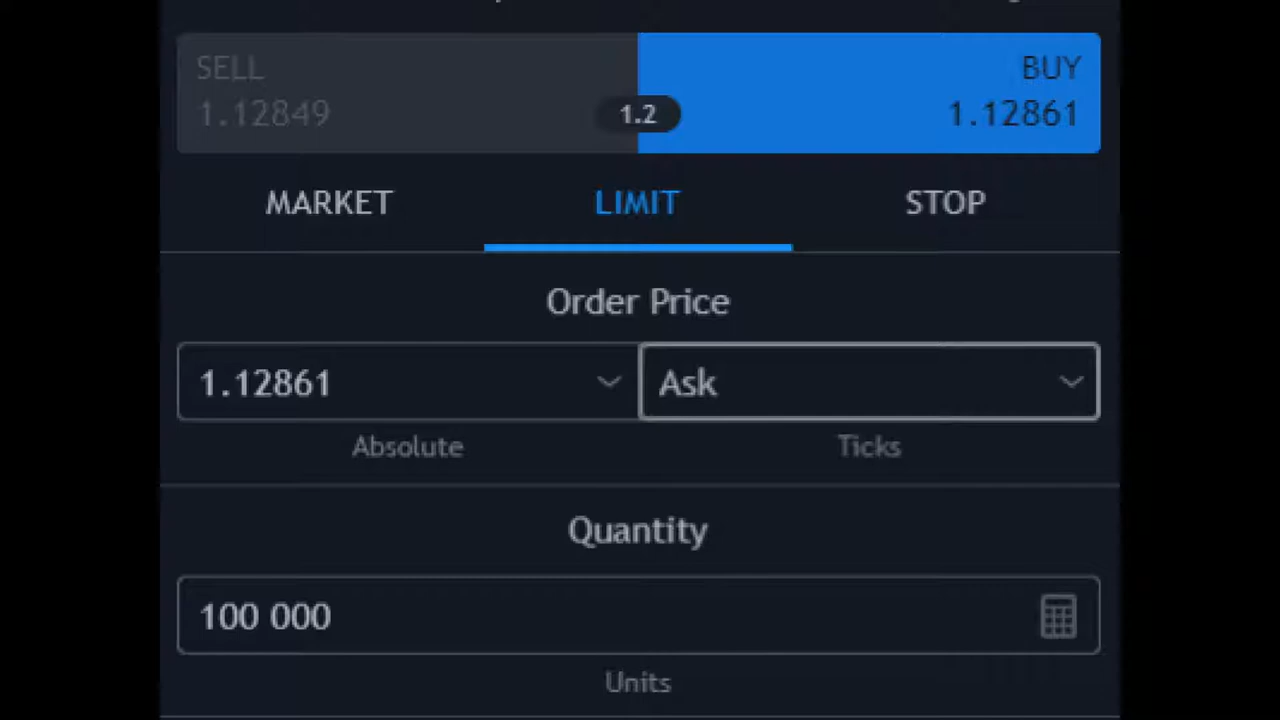 SELL
BUY
1.12849
1.2
1.12861
MARKET
LIMIT
STOP
Order Price
1.12861
Ask
Absolute
Ticks
Quantity
100 000
Units